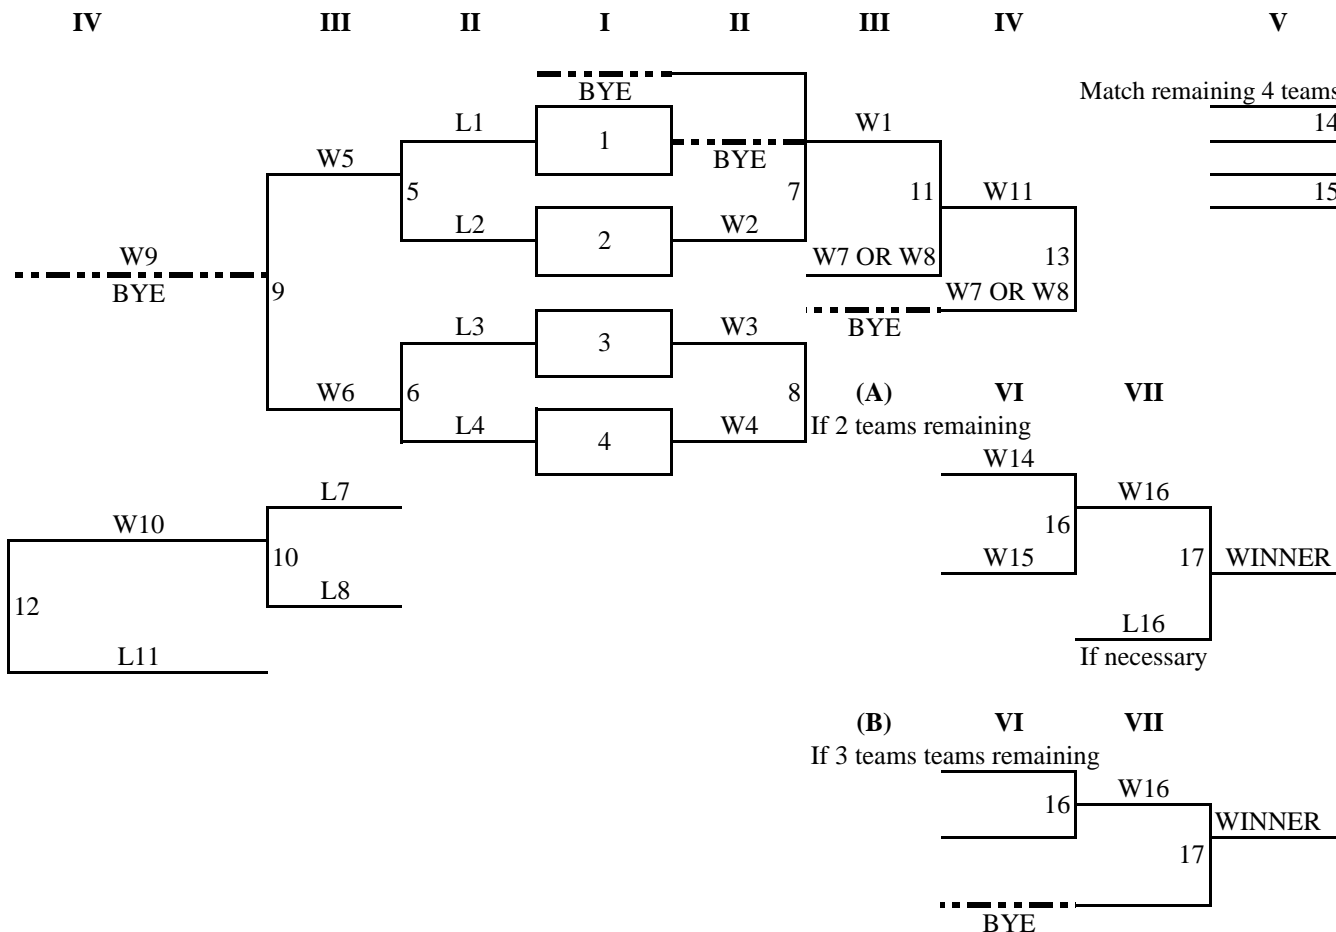 IV III II I II III IV V
BYE
Match remaining 4 teams
L1 1 W1 14
W5 BYE
5 7 11 W11 15
L2 2 W2
W9 W7 OR W8 13
BYE 9 W7 OR W8
L3 3 W3 BYE
W6 6 8 (A) VI VII
L4 4 W4 If 2 teams remaining
W14
L7 W16
W10 16
10 W15 17 WINNER
L8
12 L16
L11 If necessary
(B) VI VII
If 3 teams teams remaining
W16
16
WINNER
17
BYE